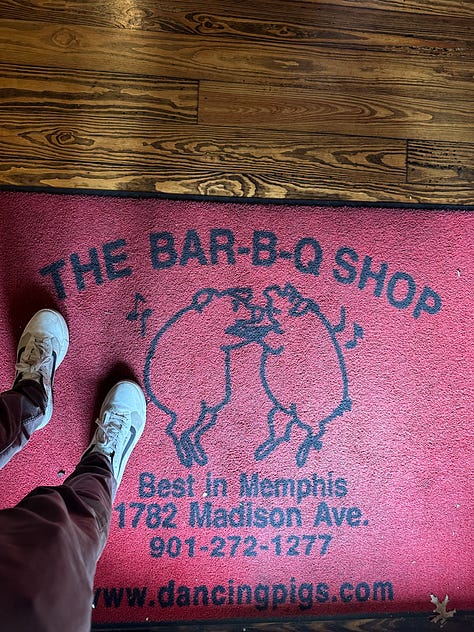 THE BAR-B-Q SHOP
Best in Memphis
1782 Madison Ave.
901-272-1277
www.dancingpigs.com